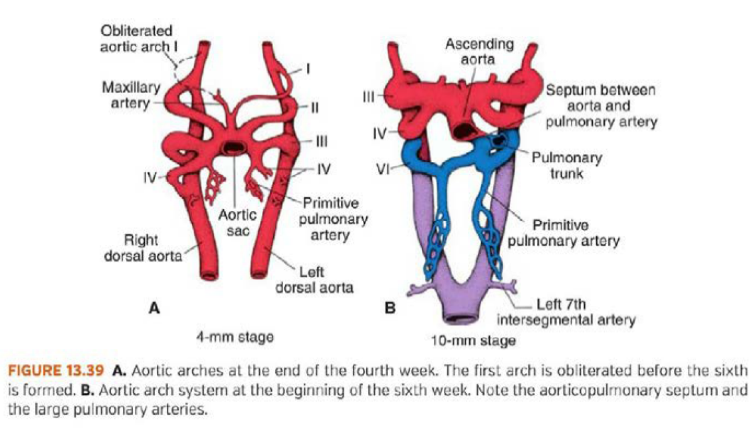 Obliterated
aortic arch I
Maxillary
artery
I
II
III
IV
IV
Aortic
sac
Primitive
pulmonary
artery
Right
dorsal aorta
Left
dorsal aorta
A
4-mm stage
Ascending
aorta
III
IV
VI
Septum between
aorta and
pulmonary artery
Pulmonary
trunk
Primitive
pulmonary artery
Left 7th
intersegmental artery
B
10-mm stage
FIGURE 13.39 A. Aortic arches at the end of the fourth week. The first arch is obliterated before the sixth
is formed. B. Aortic arch system at the beginning of the sixth week. Note the aorticopulmonary septum and
the large pulmonary arteries.